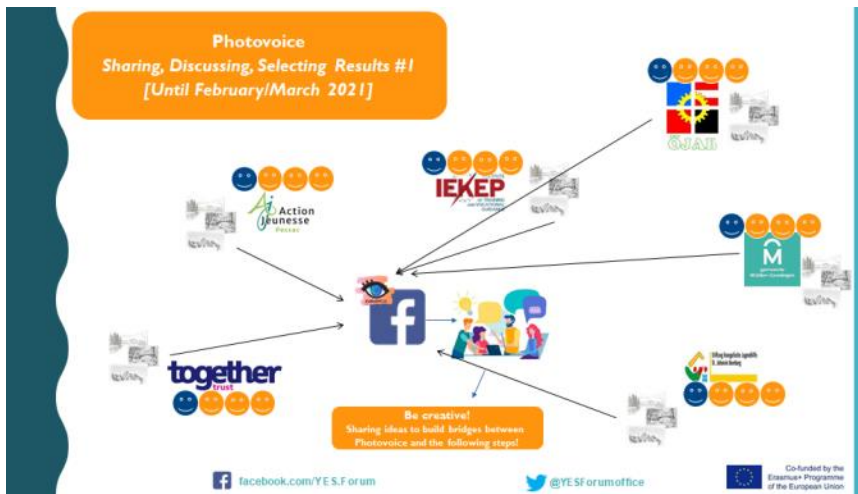 Photovoice
Sharing, Discussing, Selecting Results #1
[Until February/March 2021]
ÖJAB
IEKEP
Action
Jeunesse
Pessac
M
together
trust
Be creative!
Sharing ideas to build bridges between
Photovoice and the following steps!
facebook.com/YES.Forum
@YESForumoffice
Co-funded by the
Erasmus+ Programme
of the European Union